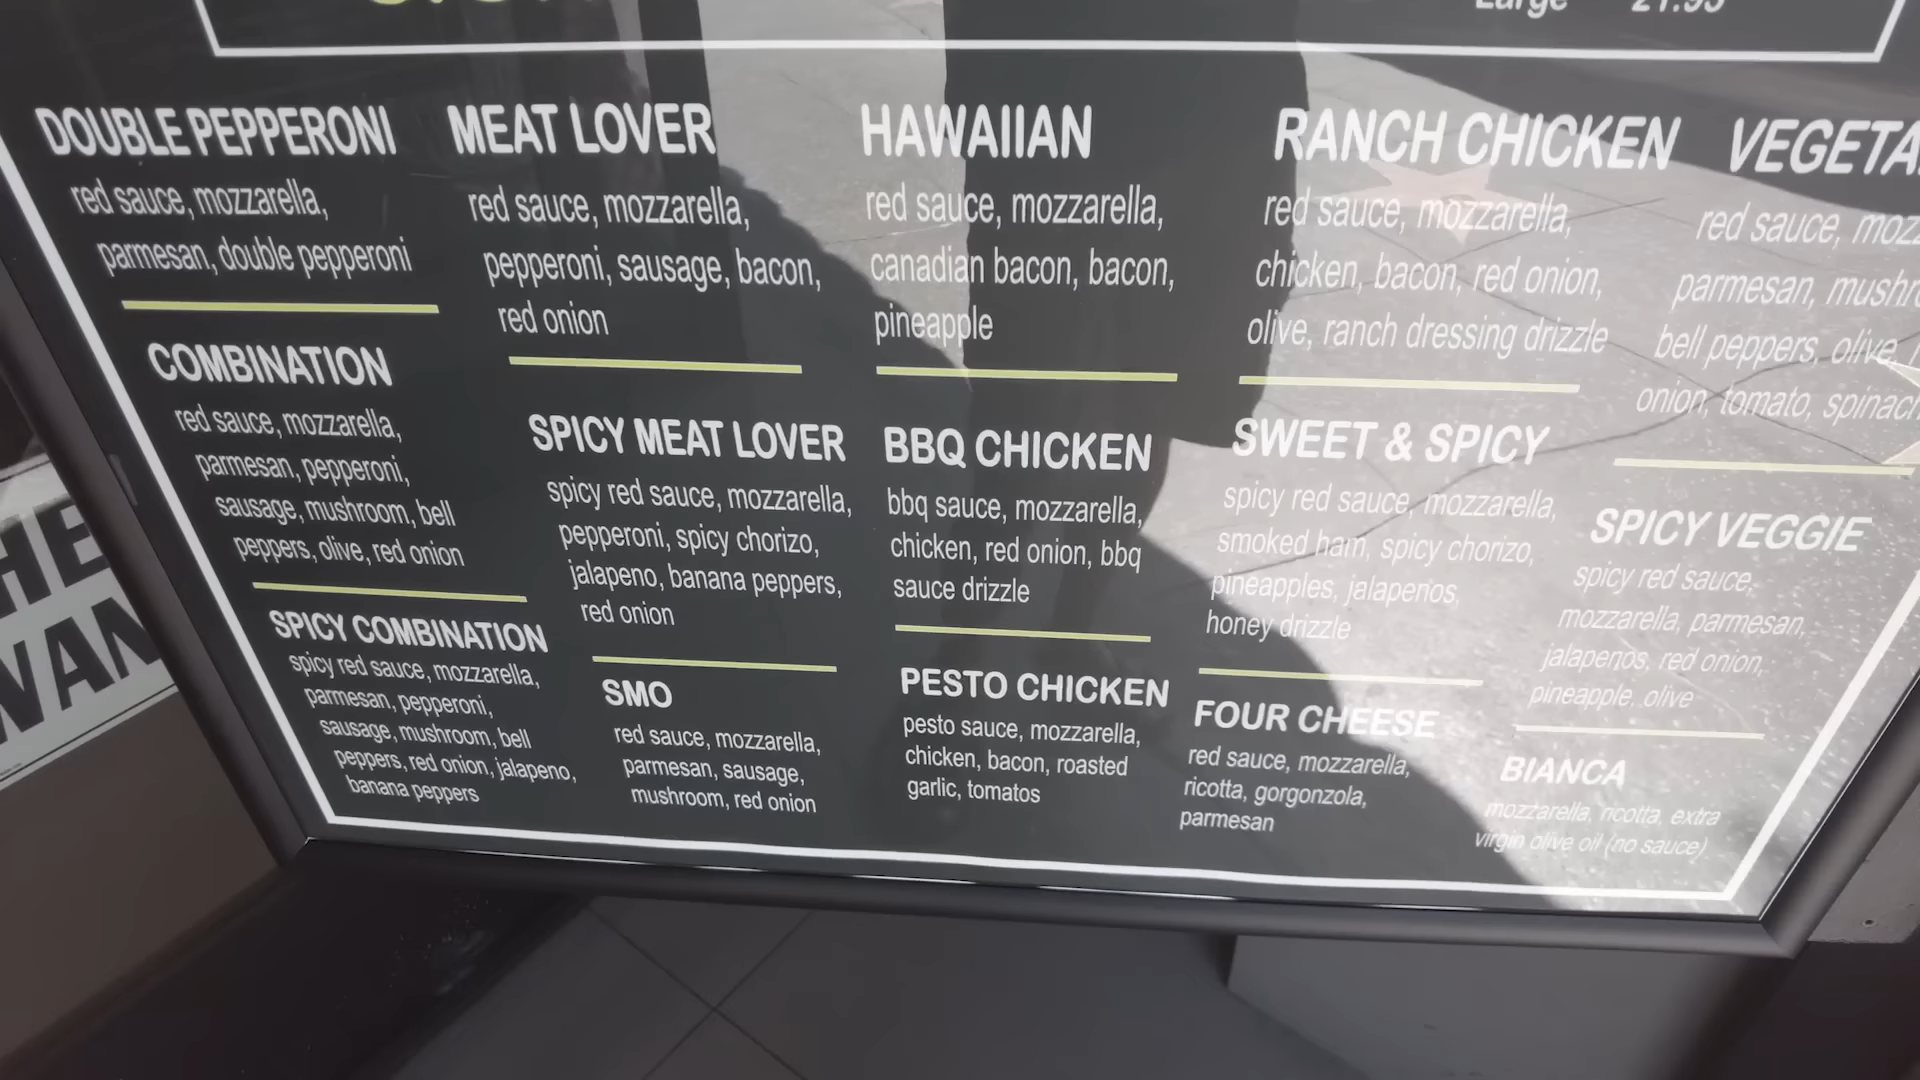 Large 21.95
DOUBLE PEPPERONI
red sauce, mozzarella,
parmesan, double pepperoni
COMBINATION
red sauce, mozzarella,
parmesan, pepperoni,
sausage, mushroom, bell
peppers, olive, red onion
SPICY COMBINATION
spicy red sauce, mozzarella,
parmesan, pepperoni,
sausage, mushroom, bell
peppers, red onion, jalapeno,
banana peppers
MEAT LOVER
red sauce, mozzarella,
pepperoni, sausage, bacon,
red onion
SPICY MEAT LOVER
spicy red sauce, mozzarella,
pepperoni, spicy chorizo,
jalapeno, banana peppers,
red onion
SMO
red sauce, mozzarella,
parmesan, sausage,
mushroom, red onion
HAWAIIAN
red sauce, mozzarella,
canadian bacon, bacon,
pineapple
BBQ CHICKEN
bbq sauce, mozzarella,
chicken, red onion, bbq
sauce drizzle
PESTO CHICKEN
pesto sauce, mozzarella,
chicken, bacon, roasted
garlic, tomatos
RANCH CHICKEN
red sauce, mozzarella,
chicken, bacon, red onion,
olive, ranch dressing drizzle
SWEET & SPICY
spicy red sauce, mozzarella,
smoked ham, spicy chorizo,
pineapples, jalapenos,
honey drizzle
FOUR CHEESE
red sauce, mozzarella,
ricotta, gorgonzola,
parmesan
VEGETA
red sauce, mozz
parmesan, mushr
bell peppers, olive,
onion, tomato, spinach
SPICY VEGGIE
spicy red sauce,
mozzarella, parmesan,
jalapenos, red onion,
pineapple, olive
BIANCA
mozzarella, ricotta, extra
virgin olive oil (no sauce)
HE
WAN